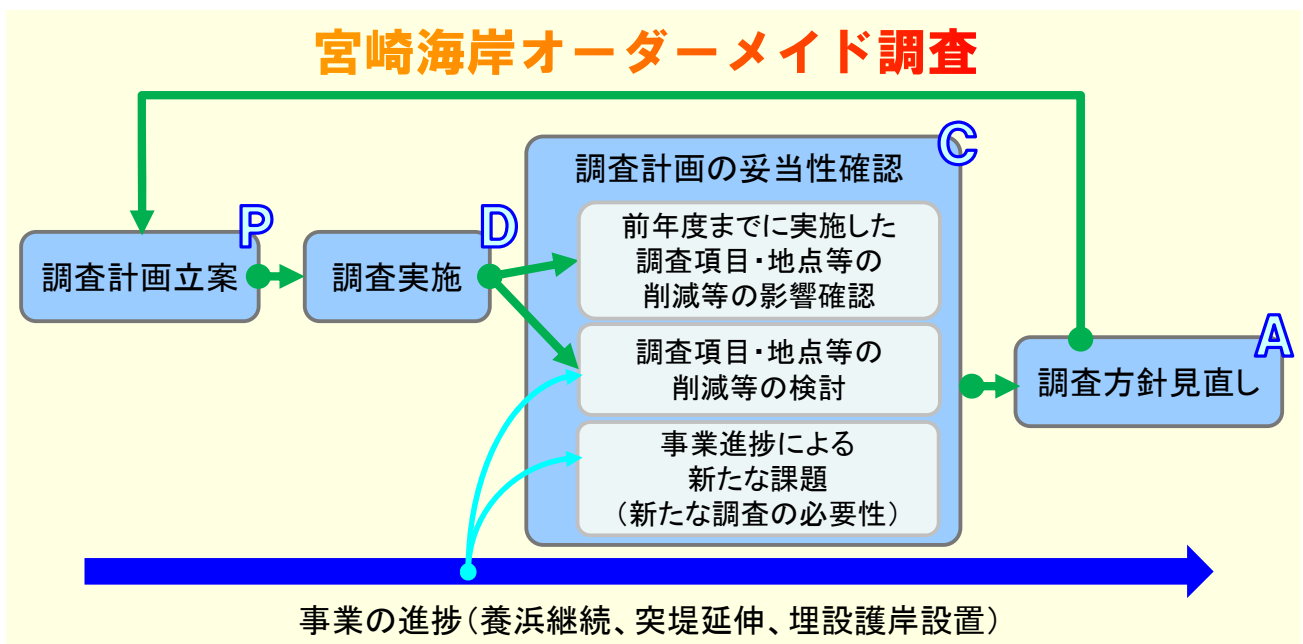 宮崎海岸オーダーメイド調査
P
調査計画立案
D
調査実施
C
調査計画の妥当性確認
前年度までに実施した
調査項目・地点等の
削減等の影響確認
調査項目・地点等の
削減等の検討
事業進捗による
新たな課題
（新たな調査の必要性）
A
調査方針見直し
事業の進捗（養浜継続、突堤延伸、埋設護岸設置）